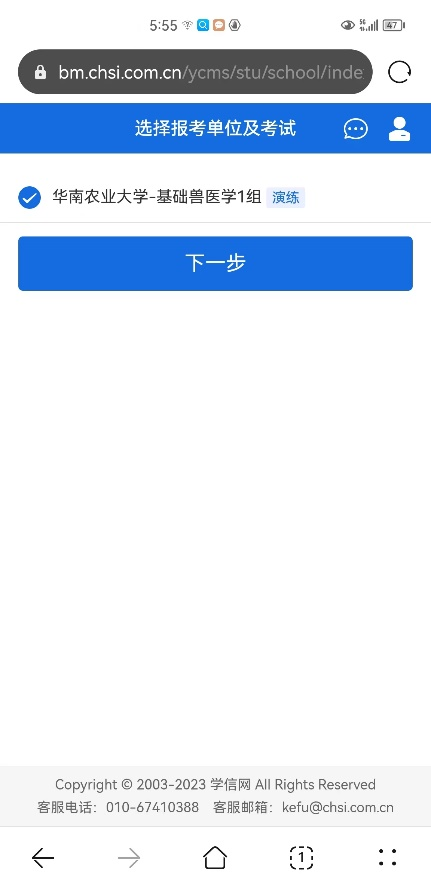 5:55
47
bm.chsi.com.cn/ycms/stu/school/inde
选择报考单位及考试
华南农业大学-基础兽医学1组 演练
下一步
Copyright © 2003-2023 学信网 All Rights Reserved
客服电话：010-67410388 客服邮箱：kefu@chsi.com.cn
1